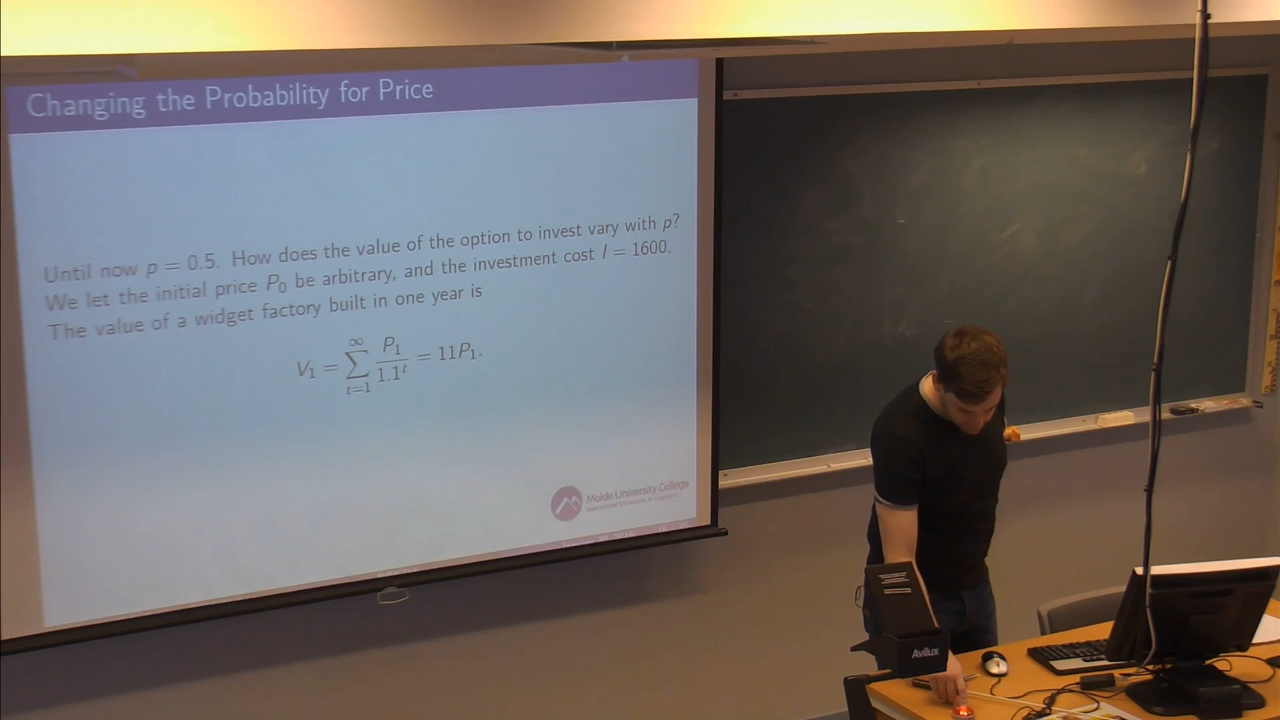 Changing the Probability for Price
Until now p = 0.5. How does the value of the option to invest vary with p?
We let the initial price P₀ be arbitrary, and the investment cost I = 1600.
The value of a widget factory built in one year is
V₁ = ∑_{t=1}^{∞} P₁/1.1ᵗ = 11P₁.
Molde University College
Avilux